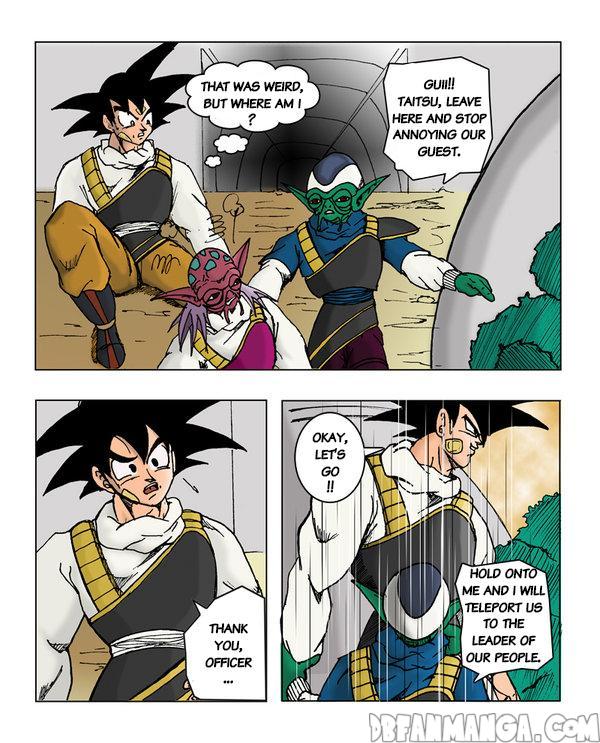 THAT WAS WEIRD,
BUT WHERE AM I
?
GUII!!
TAITSU, LEAVE
HERE AND STOP
ANNOYING OUR
GUEST.
THANK
YOU,
OFFICER
...
OKAY,
LET'S
GO
!!
HOLD ONTO
ME AND I WILL
TELEPORT US
TO THE
LEADER OF
OUR PEOPLE.
DBFANMANGA.COM